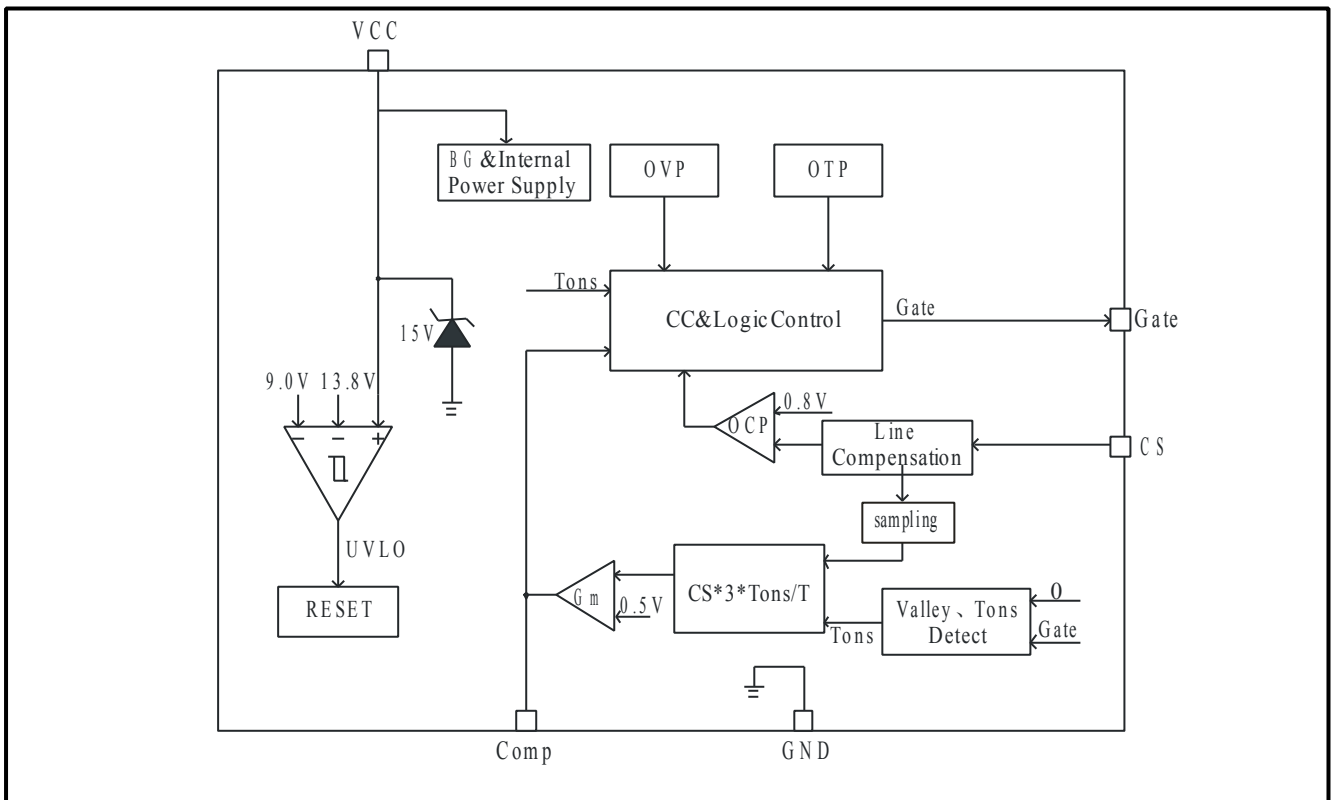 VCC
BG &Internal
Power Supply
OVP
OTP
Tons
CC&Logic Control
Gate
Gate
15V
9.0V 13.8V
0.8V
OCP
Line
Compensation
CS
sampling
UVLO
RESET
Gm
0.5V
CS*3*Tons/T
Tons
Valley、Tons
Detect
0
Gate
Comp
GND